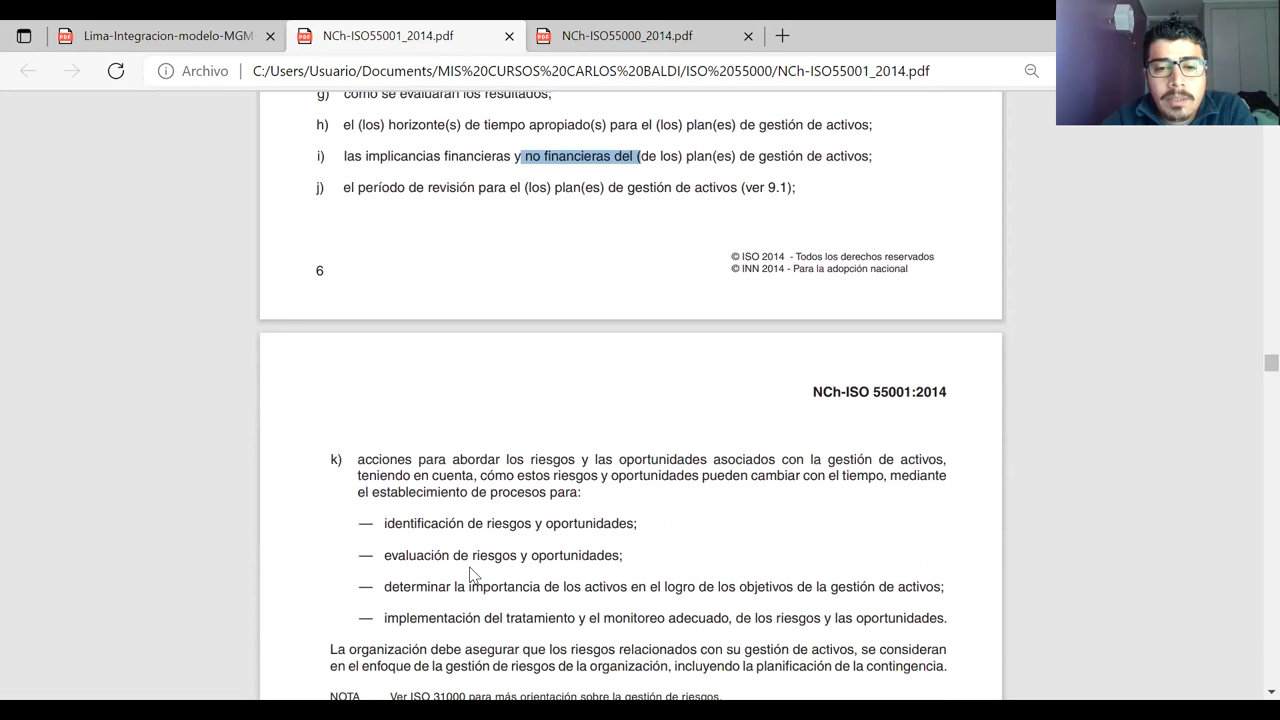 Lima-Integracion-modelo-MGM-
NCh-ISO55001_2014.pdf
NCh-ISO55000_2014.pdf
Archivo
C:/Users/Usuario/Documents/MIS%20CURSOS%20CARLOS%20BALDI/ISO%2055000/NCh-ISO55001_2014.pdf
g) cómo se evaluarán los resultados;
h) el (los) horizonte(s) de tiempo apropiado(s) para el (los) plan(es) de gestión de activos;
i) las implicancias financieras y no financieras del (de los) plan(es) de gestión de activos;
j) el período de revisión para el (los) plan(es) de gestión de activos (ver 9.1);
© ISO 2014 - Todos los derechos reservados
6
© INN 2014 - Para la adopción nacional
NCh-ISO 55001:2014
k) acciones para abordar los riesgos y las oportunidades asociados con la gestión de activos,
teniendo en cuenta, cómo estos riesgos y oportunidades pueden cambiar con el tiempo, mediante
el establecimiento de procesos para:
— identificación de riesgos y oportunidades;
— evaluación de riesgos y oportunidades;
— determinar la importancia de los activos en el logro de los objetivos de la gestión de activos;
— implementación del tratamiento y el monitoreo adecuado, de los riesgos y las oportunidades.
La organización debe asegurar que los riesgos relacionados con su gestión de activos, se consideran
en el enfoque de la gestión de riesgos de la organización, incluyendo la planificación de la contingencia.
NOTA Ver ISO 31000 para más orientación sobre la gestión de riesgos.